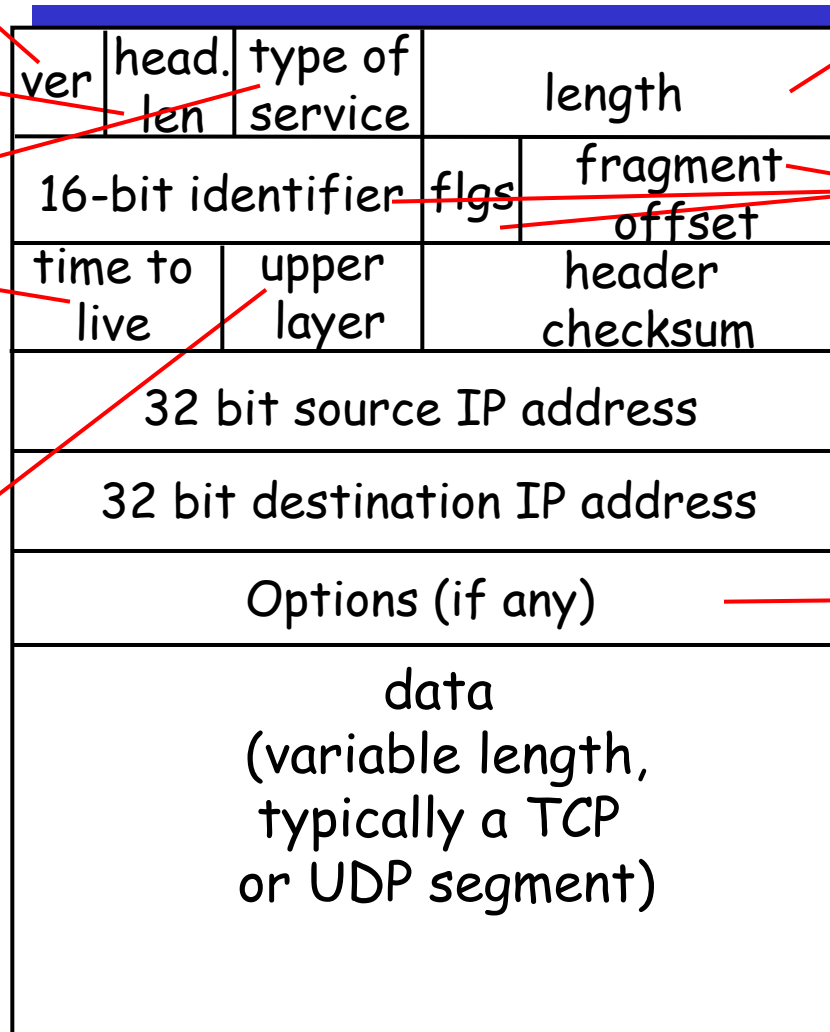 ver
head.
len
type of
service
length
16-bit identifier
flgs
fragment
offset
time to
live
upper
layer
header
checksum
32 bit source IP address
32 bit destination IP address
Options (if any)
data
(variable length,
typically a TCP
or UDP segment)